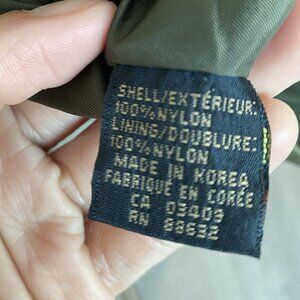 SHELL/EXTÉRIEUR:
100% NYLON
LINING/DOUBLURE:
100% NYLON
MADE IN KOREA
FABRIQUÉ EN CORÉE
CA 03409
RN 88632